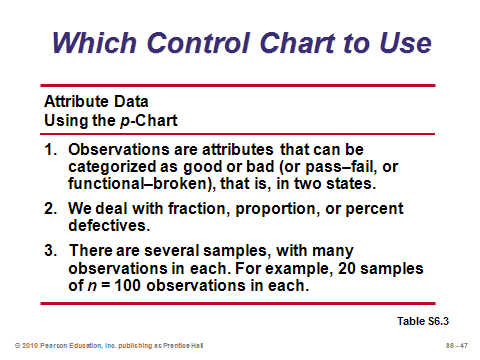 Which Control Chart to Use
Attribute Data
Using the p-Chart
1. Observations are attributes that can be
categorized as good or bad (or pass–fail, or
functional–broken), that is, in two states.
2. We deal with fraction, proportion, or percent
defectives.
3. There are several samples, with many
observations in each. For example, 20 samples
of n = 100 observations in each.
Table S6.3
© 2010 Pearson Education, Inc. publishing as Prentice Hall
S6 - 47